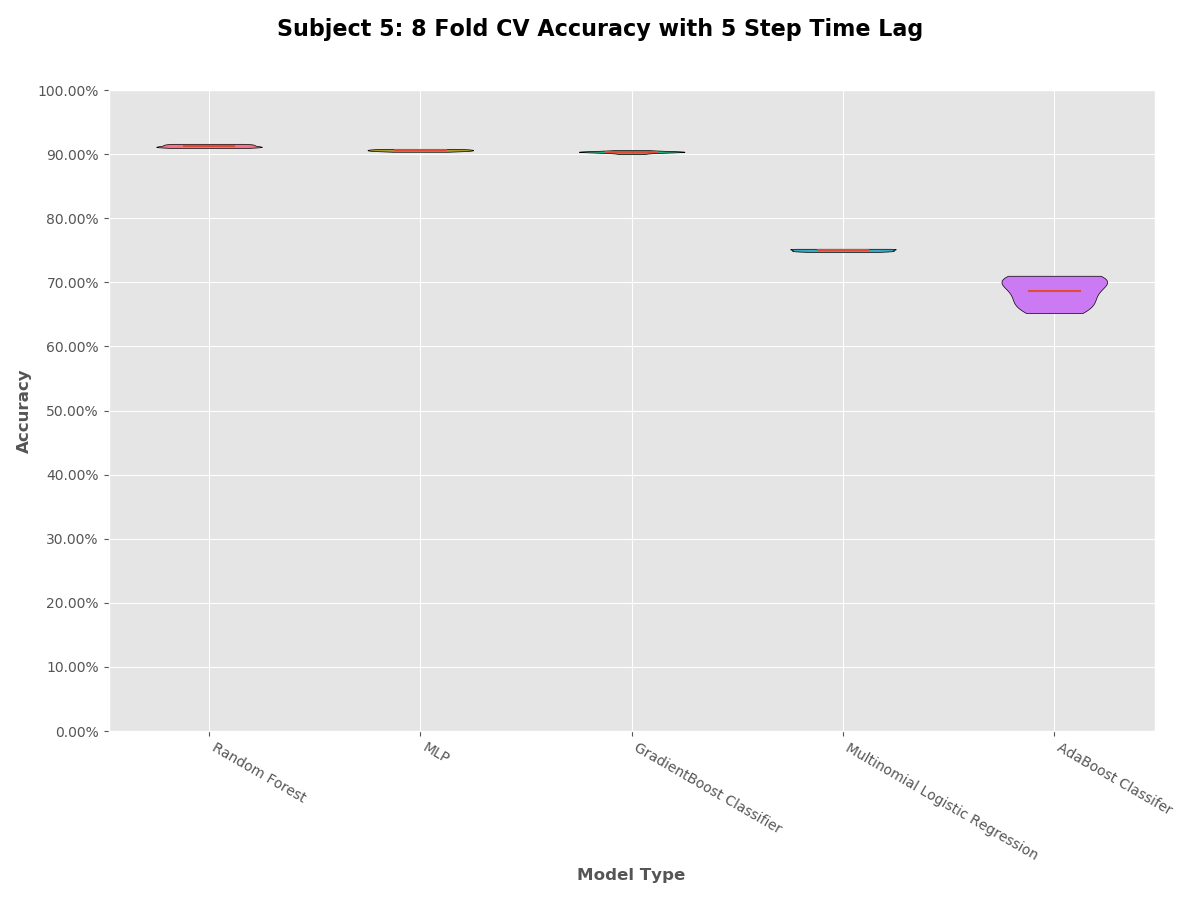 Subject 5: 8 Fold CV Accuracy with 5 Step Time Lag
100.00%
90.00%
80.00%
70.00%
60.00%
50.00%
40.00%
30.00%
20.00%
10.00%
0.00%
Accuracy
Random Forest
MLP
GradientBoost Classifier
Multinomial Logistic Regression
AdaBoost Classifer
Model Type